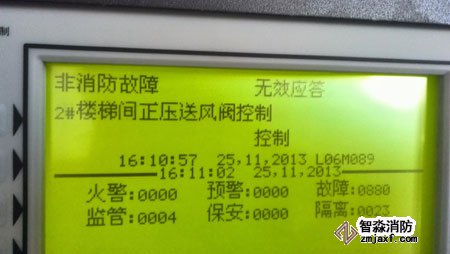 制
非消防故障 无效应答
2#楼梯间正压送风阀控制
控制
16:10:57 25,11,2013 L06M089
16:11:02 25,11,2013
火警:0000 预警:0000 故障:0880
监管:0004 保安:0000 隔离:0023
智淼消防
zmjaxf.com